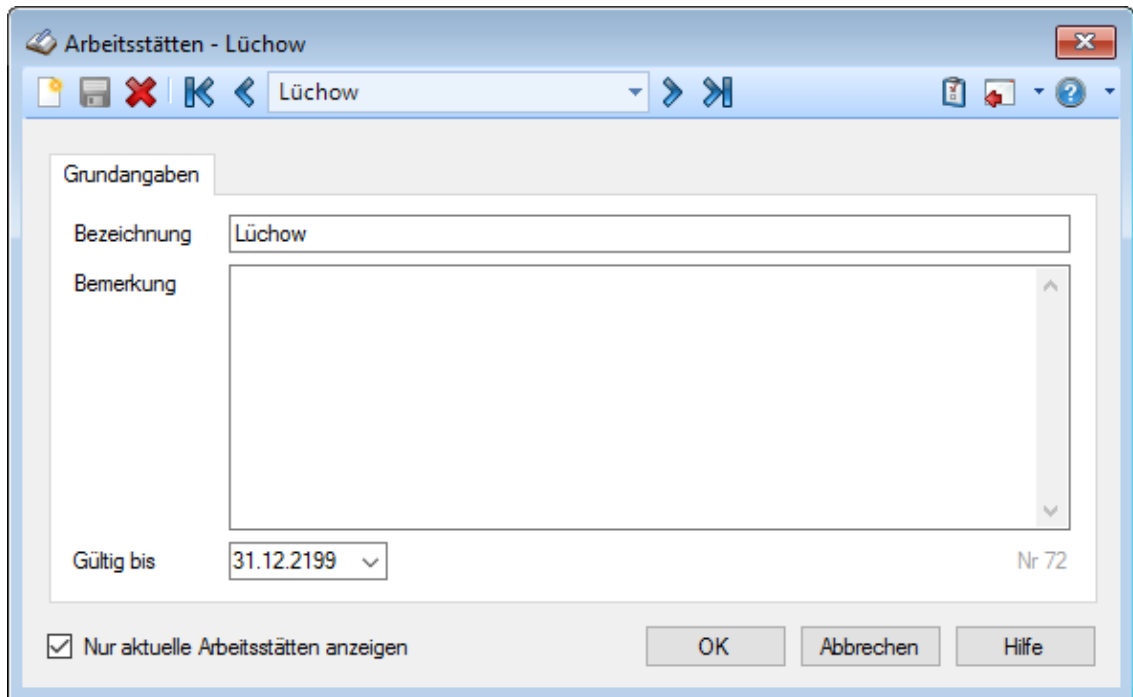 Arbeitsstätten - Lüchow
Lüchow
Grundangaben
Bezeichnung Lüchow
Bemerkung
Gültig bis 31.12.2199 Nr 72
Nur aktuelle Arbeitsstätten anzeigen OK Abbrechen Hilfe